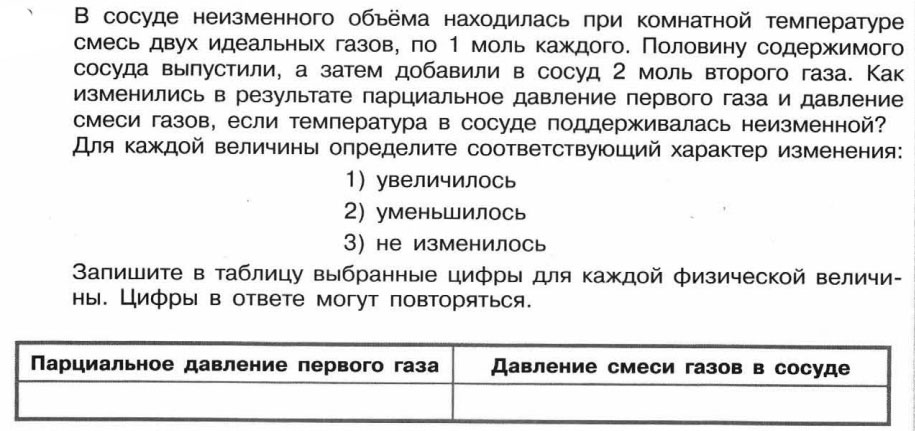 В сосуде неизменного объёма находилась при комнатной температуре
смесь двух идеальных газов, по 1 моль каждого. Половину содержимого
сосуда выпустили, а затем добавили в сосуд 2 моль второго газа. Как
изменились в результате парциальное давление первого газа и давление
смеси газов, если температура в сосуде поддерживалась неизменной?
Для каждой величины определите соответствующий характер изменения:
1) увеличилось
2) уменьшилось
3) не изменилось
Запишите в таблицу выбранные цифры для каждой физической величи-
ны. Цифры в ответе могут повторяться.
Парциальное давление первого газа Давление смеси газов в сосуде